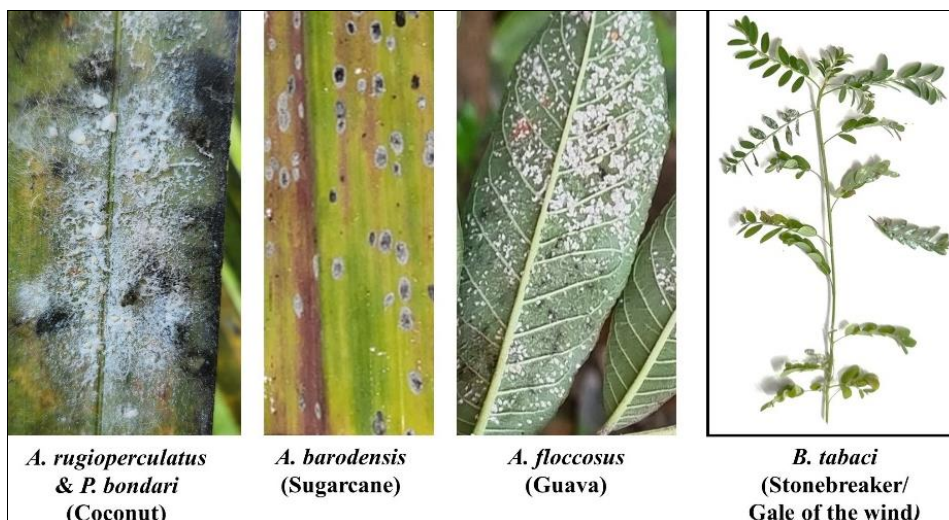 A. rugioperculatus
& P. bondari
(Coconut)
A. barodensis
(Sugarcane)
A. floccosus
(Guava)
B. tabaci
(Stonebreaker/
Gale of the wind)